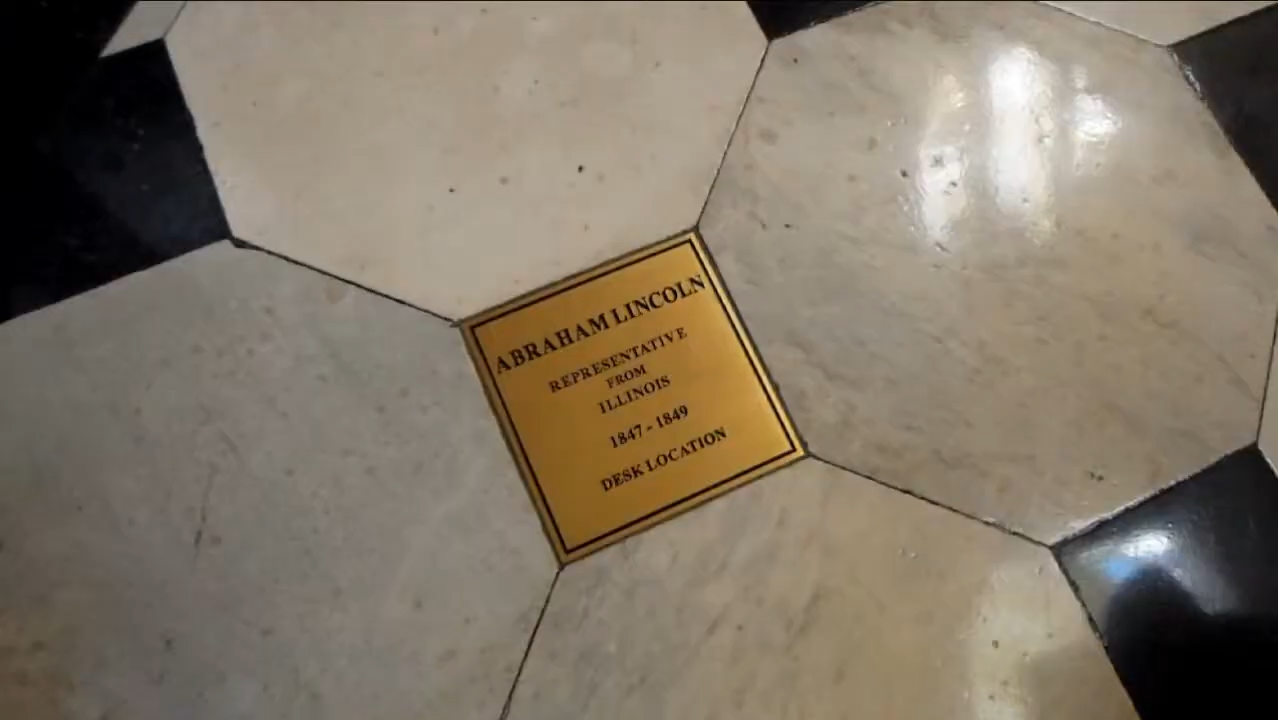 ABRAHAM LINCOLN
REPRESENTATIVE
FROM
ILLINOIS
1847 - 1849
DESK LOCATION